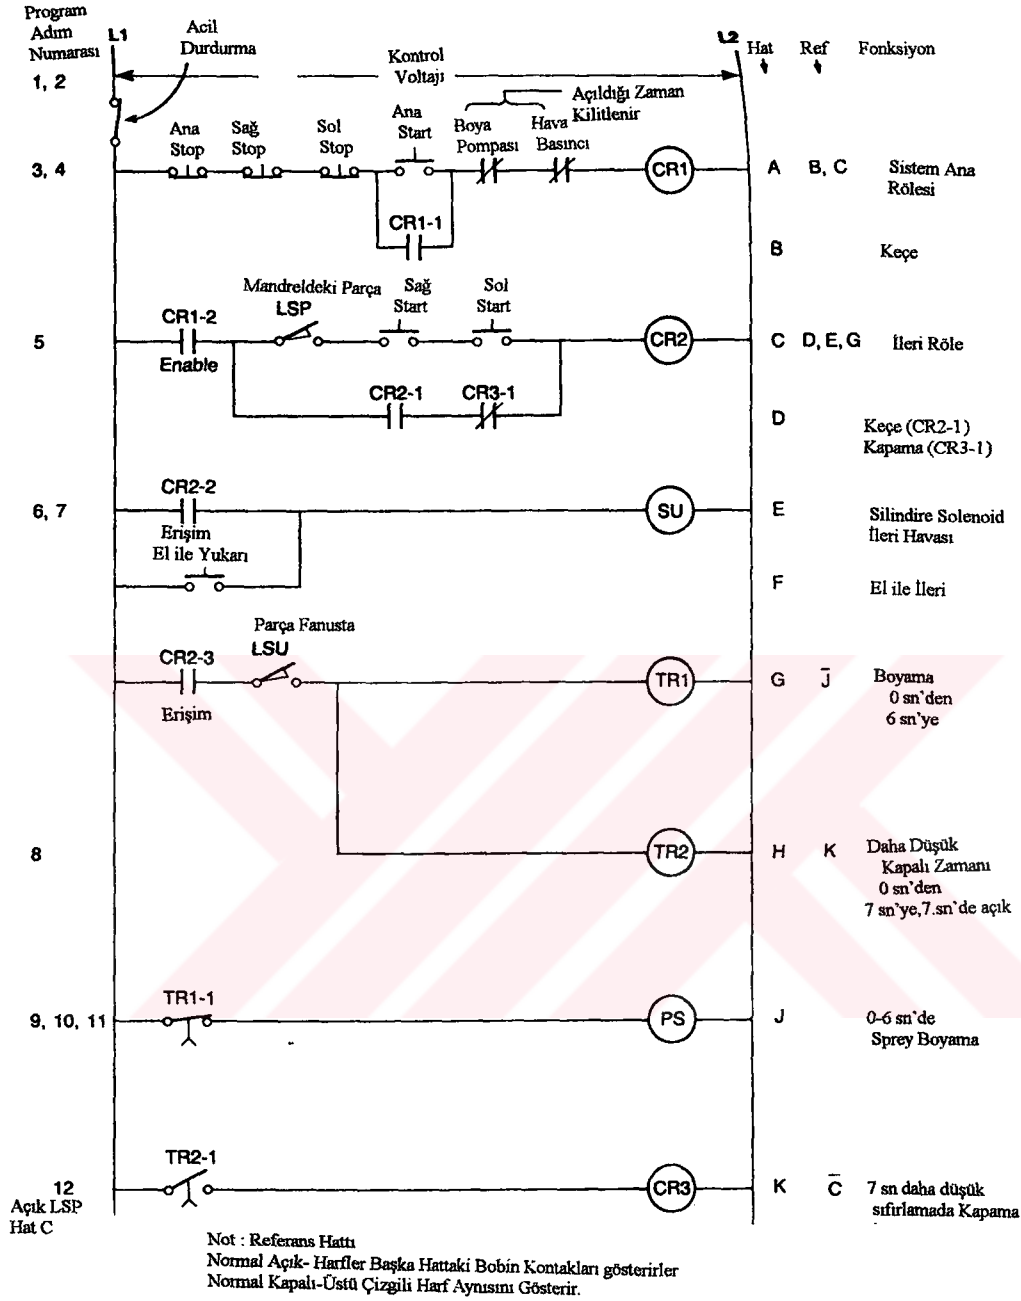 Program
Adım
Numarası
L1
Acil
Durdurma
L2
Hat
Ref
Fonksiyon
1, 2
Kontrol
Voltajı
Açıldığı Zaman
Kilitlenir
Ana
Stop
Sağ
Stop
Sol
Stop
Ana
Start
Boya
Pompası
Hava
Basıncı
3, 4
CR1
A
B, C
Sistem Ana
Rölesi
CR1-1
B
Keçe
Mandreldeki Parça
LSP
Sağ
Start
Sol
Start
5
CR1-2
Enable
CR2
C
D, E, G
İleri Röle
CR2-1
CR3-1
D
Keçe (CR2-1)
Kapama (CR3-1)
6, 7
CR2-2
Erişim
SU
E
Silindire Solenoid
İleri Havası
El ile Yukarı
F
El ile İleri
Parça Fanusta
LSU
CR2-3
Erişim
TR1
G
J̅
Boyama
0 sn'den
6 sn'ye
8
TR2
H
K
Daha Düşük
Kapalı Zamanı
0 sn'den
7 sn'ye,7.sn'de açık
9, 10, 11
TR1-1
PS
J
0-6 sn'de
Sprey Boyama
12
Açık LSP
Hat C
TR2-1
CR3
K
C̅
7 sn daha düşük
sıfırlamada Kapama
Not : Referans Hattı
Normal Açık- Harfler Başka Hattaki Bobin Kontakları gösterirler
Normal Kapalı-Üstü Çizgili Harf Aynısını Gösterir.